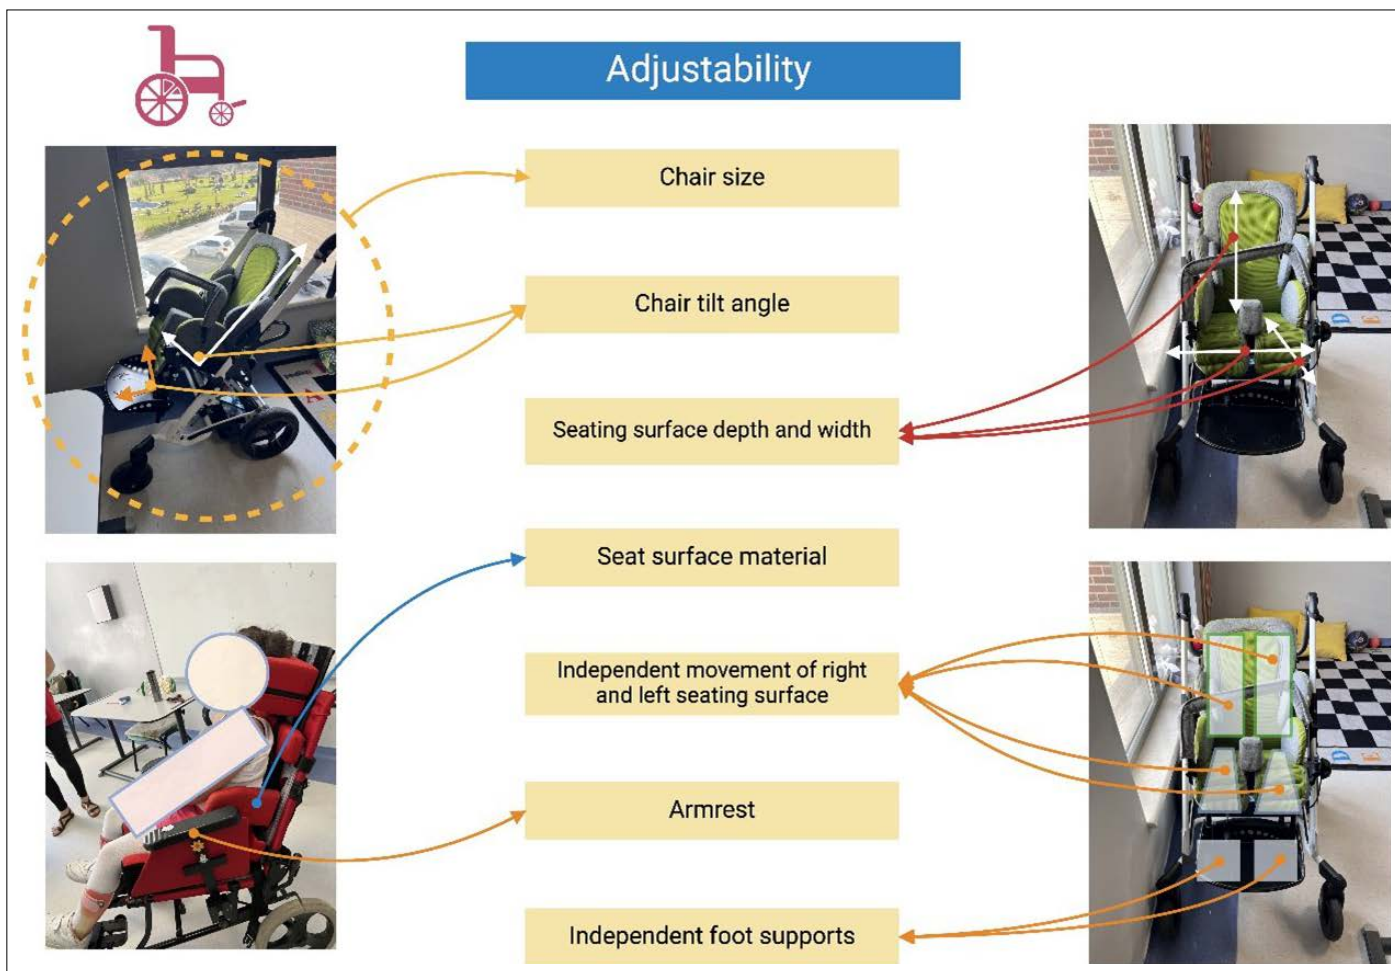 Adjustability
Chair size
Chair tilt angle
Seating surface depth and width
Seat surface material
Independent movement of right
and left seating surface
Armrest
Independent foot supports